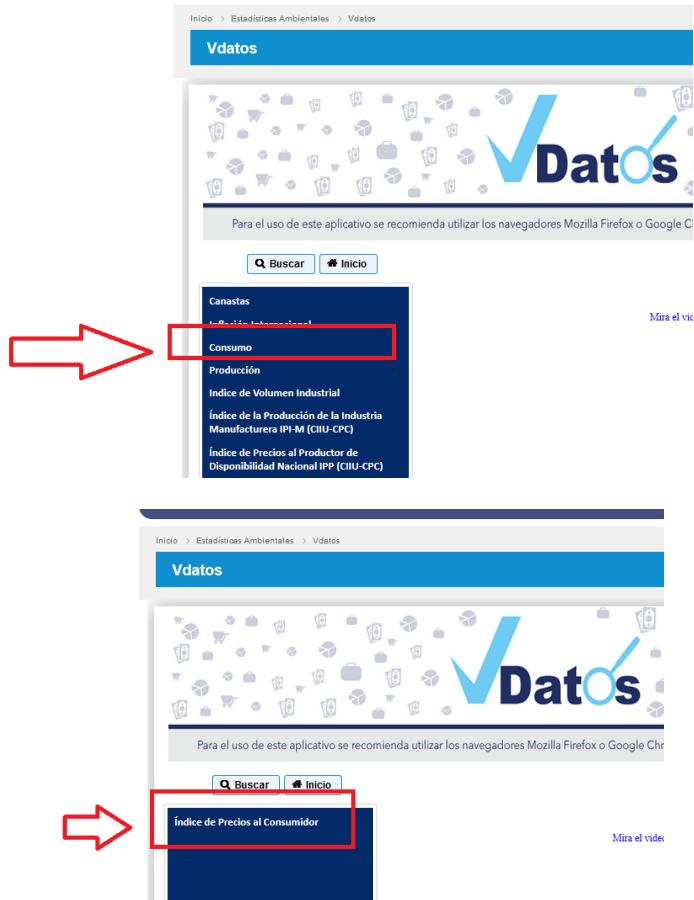 Inicio > Estadísticas Ambientales > Vdatos
Vdatos
Datos
Para el uso de este aplicativo se recomienda utilizar los navegadores Mozilla Firefox o Google
Buscar Inicio
Canastas
Inflación Internacional
Mira el
Consumo
Producción
Indice de Volumen Industrial
Índice de la Producción de la Industria
Manufacturera IPI-M (CIIU-CPC)
Índice de Precios al Productor de
Disponibilidad Nacional IPP (CIIU-CPC)
Inicio > Estadísticas Ambientales > Vdatos
Vdatos
Datos
Para el uso de este aplicativo se recomienda utilizar los navegadores Mozilla Firefox o Google Chr
Buscar Inicio
Índice de Precios al Consumidor
Mira el video